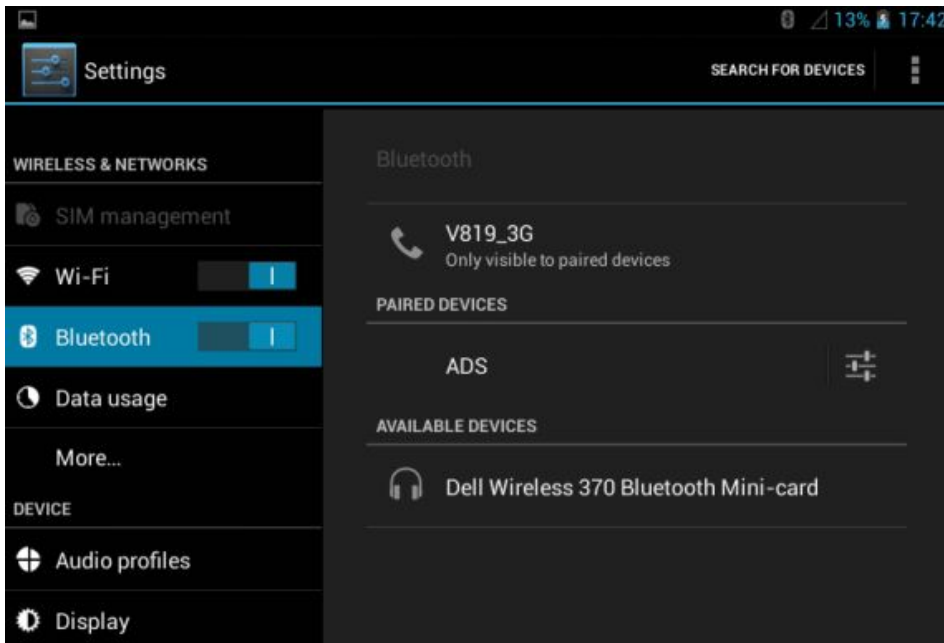 13% 17:42
Settings
SEARCH FOR DEVICES
WIRELESS & NETWORKS
SIM management
Wi-Fi
Bluetooth
Data usage
More...
DEVICE
Audio profiles
Display
Bluetooth
V819_3G
Only visible to paired devices
PAIRED DEVICES
ADS
AVAILABLE DEVICES
Dell Wireless 370 Bluetooth Mini-card